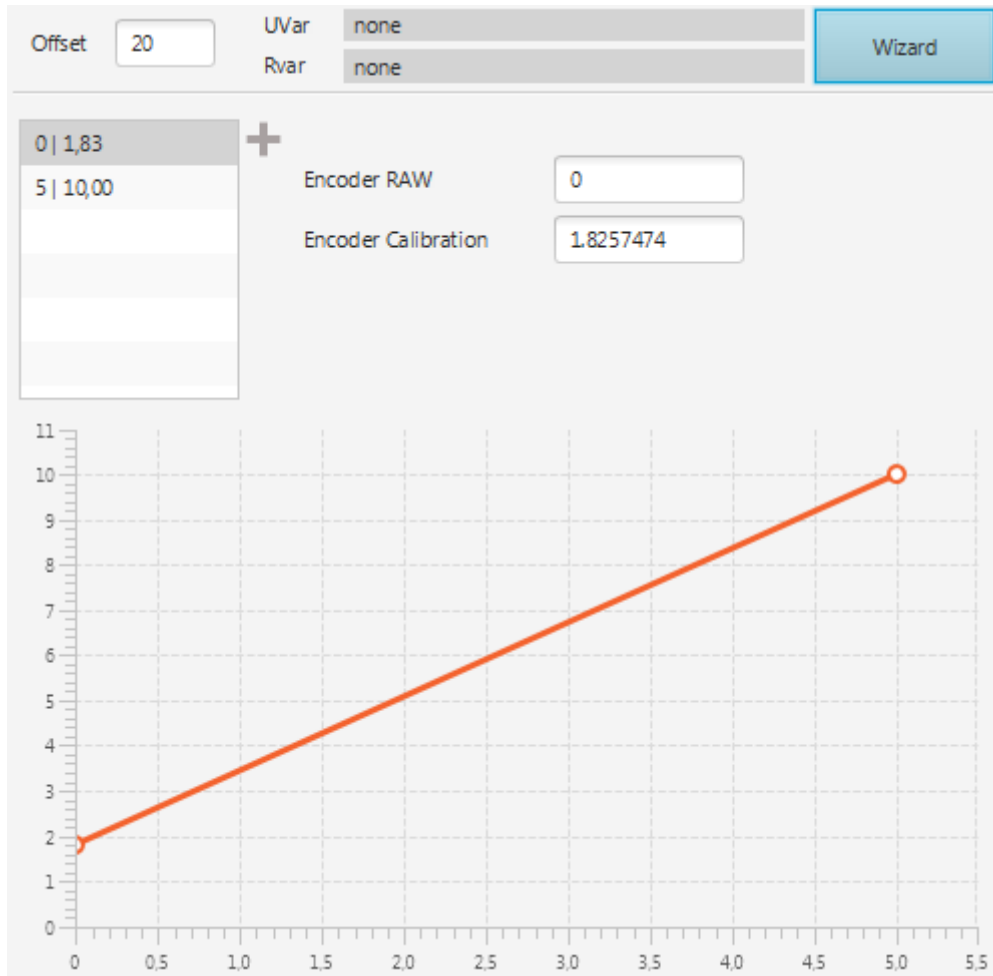 Offset 20
UVar none
Rvar none
Wizard
0 | 1,83
5 | 10,00
Encoder RAW 0
Encoder Calibration 1.8257474
11
10
9
8
7
6
5
4
3
2
1
0
0 0,5 1,0 1,5 2,0 2,5 3,0 3,5 4,0 4,5 5,0 5,5